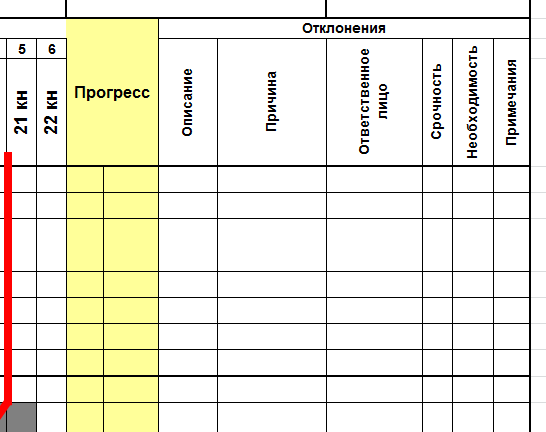 Отклонения
5
6
21 кн
22 кн
Прогресс
Описание
Причина
Ответственное
лицо
Срочность
Необходимость
Примечания